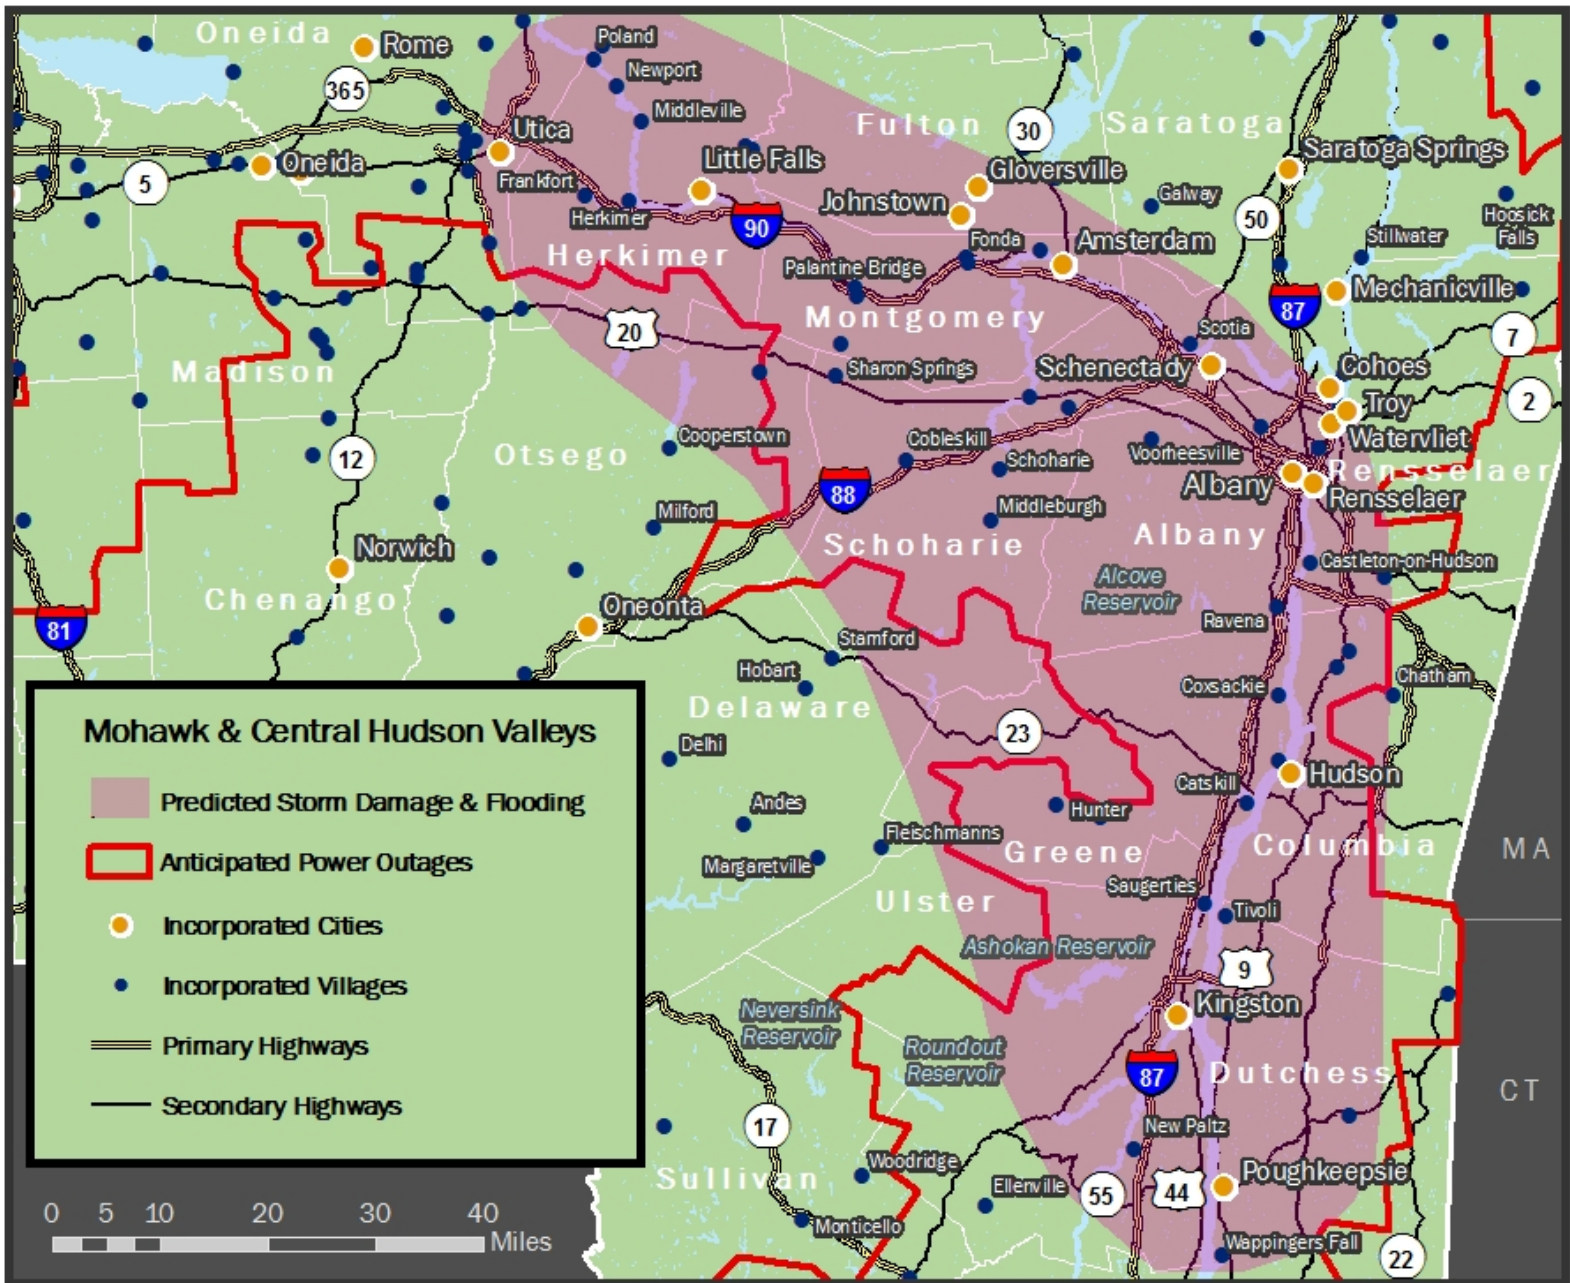 Oneida
Rome
Poland
Newport
365
Middleville
Utica
Fulton
30
Saratoga
Saratoga Springs
Little Falls
Oneida
5
Frankfort
Herkimer
Gloversville
Johnstown
Galway
50
Hoosick
Falls
90
Fonda
Amsterdam
Stillwater
Herkimer
Palantine Bridge
Mechanicville
87
Montgomery
20
Scotia
7
Madison
Sharon Springs
Schenectady
Cohoes
Troy
2
Watervliet
Cooperstown
Cobleskill
Voorheesville
Otsego
12
Schoharie
Rensselaer
88
Albany
Rensselaer
Milford
Middleburgh
Norwich
Schoharie
Albany
Castleton-on-Hudson
Alcove
Reservoir
Chenango
Oneonta
81
Ravena
Stamford
Hobart
Coxsackie
Chatham
Delaware
23
Delhi
Hudson
Catskill
Andes
Hunter
Fleischmanns
Margaretville
Greene
Columbia
MA
Saugerties
Ulster
Tivoli
Ashokan Reservoir
9
Neversink
Reservoir
Kingston
Roundout
Reservoir
87
Dutchess
CT
17
New Paltz
Woodridge
Sullivan
Ellenville
55
44
Poughkeepsie
Monticello
Wappingers Fall
22
Mohawk & Central Hudson Valleys
Predicted Storm Damage & Flooding
Anticipated Power Outages
Incorporated Cities
Incorporated Villages
Primary Highways
Secondary Highways
0 5 10 20 30 40
Miles